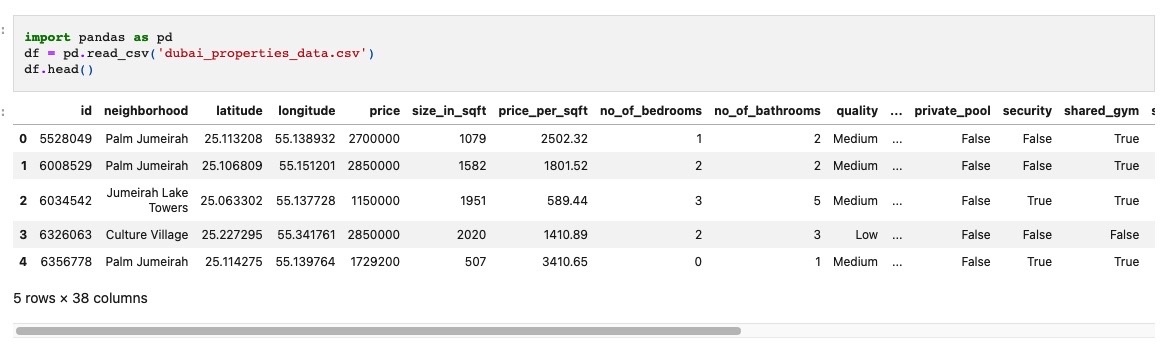 :
import pandas as pd
df = pd.read_csv('dubai_properties_data.csv')
df.head()
:
id neighborhood latitude longitude price size_in_sqft price_per_sqft no_of_bedrooms no_of_bathrooms quality ... private_pool security shared_gym s
0 5528049 Palm Jumeirah 25.113208 55.138932 2700000 1079 2502.32 1 2 Medium ... False False True
1 6008529 Palm Jumeirah 25.106809 55.151201 2850000 1582 1801.52 2 2 Medium ... False False True
2 6034542 Jumeirah Lake Towers 25.063302 55.137728 1150000 1951 589.44 3 5 Medium ... False True True
3 6326063 Culture Village 25.227295 55.341761 2850000 2020 1410.89 2 3 Low ... False False False
4 6356778 Palm Jumeirah 25.114275 55.139764 1729200 507 3410.65 0 1 Medium ... False True True
5 rows × 38 columns